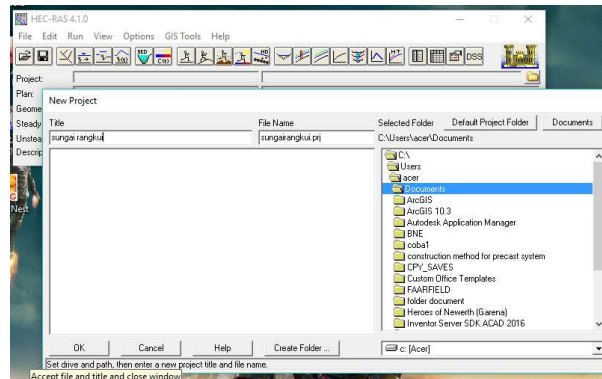 HEC-RAS 4.1.0
File Edit Run View Options GIS Tools Help
DSS
Project:
Plan:
Geome
Steady
Unstea
Descrip
New Project
Title
File Name
Selected Folder
Default Project Folder
Documents
sungai rangkui
sungairangkui.prj
C:\Users\acer\Documents
C:\
Users
acer
Documents
ArcGIS
ArcGIS 10.3
Autodesk Application Manager
BNE
coba1
construction method for precast system
CPY_SAVES
Custom Office Templates
FAARFIELD
folder document
Heroes of Newerth (Garena)
Inventor Server SDK ACAD 2016
OK
Cancel
Help
Create Folder ...
c: [Acer]
Set drive and path, then enter a new project title and file name.
Accept file and title and close window
Nest